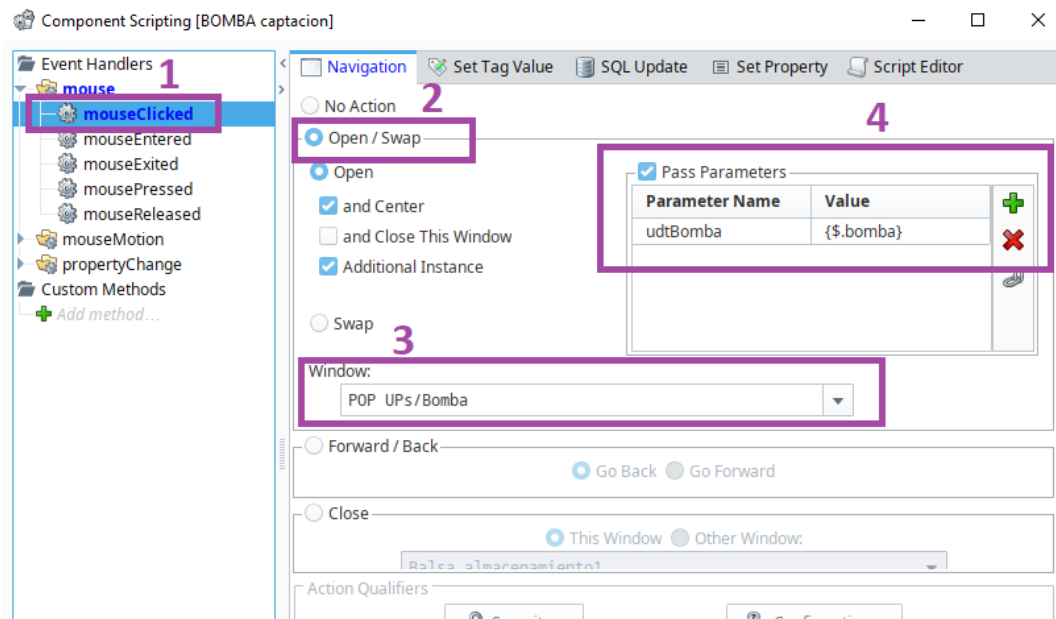 Component Scripting [BOMBA captacion]
Event Handlers
1
mouse
mouseClicked
mouseEntered
mouseExited
mousePressed
mouseReleased
mouseMotion
propertyChange
Custom Methods
Add method...
Navigation Set Tag Value SQL Update Set Property Script Editor
No Action
2
Open / Swap
Open
and Center
and Close This Window
Additional Instance
Swap
4
Pass Parameters
Parameter Name Value
udtBomba {$.bomba}
3
Window:
POP UPs/Bomba
Forward / Back
Go Back Go Forward
Close
This Window Other Window:
Balsa almacenamiento1
Action Qualifiers